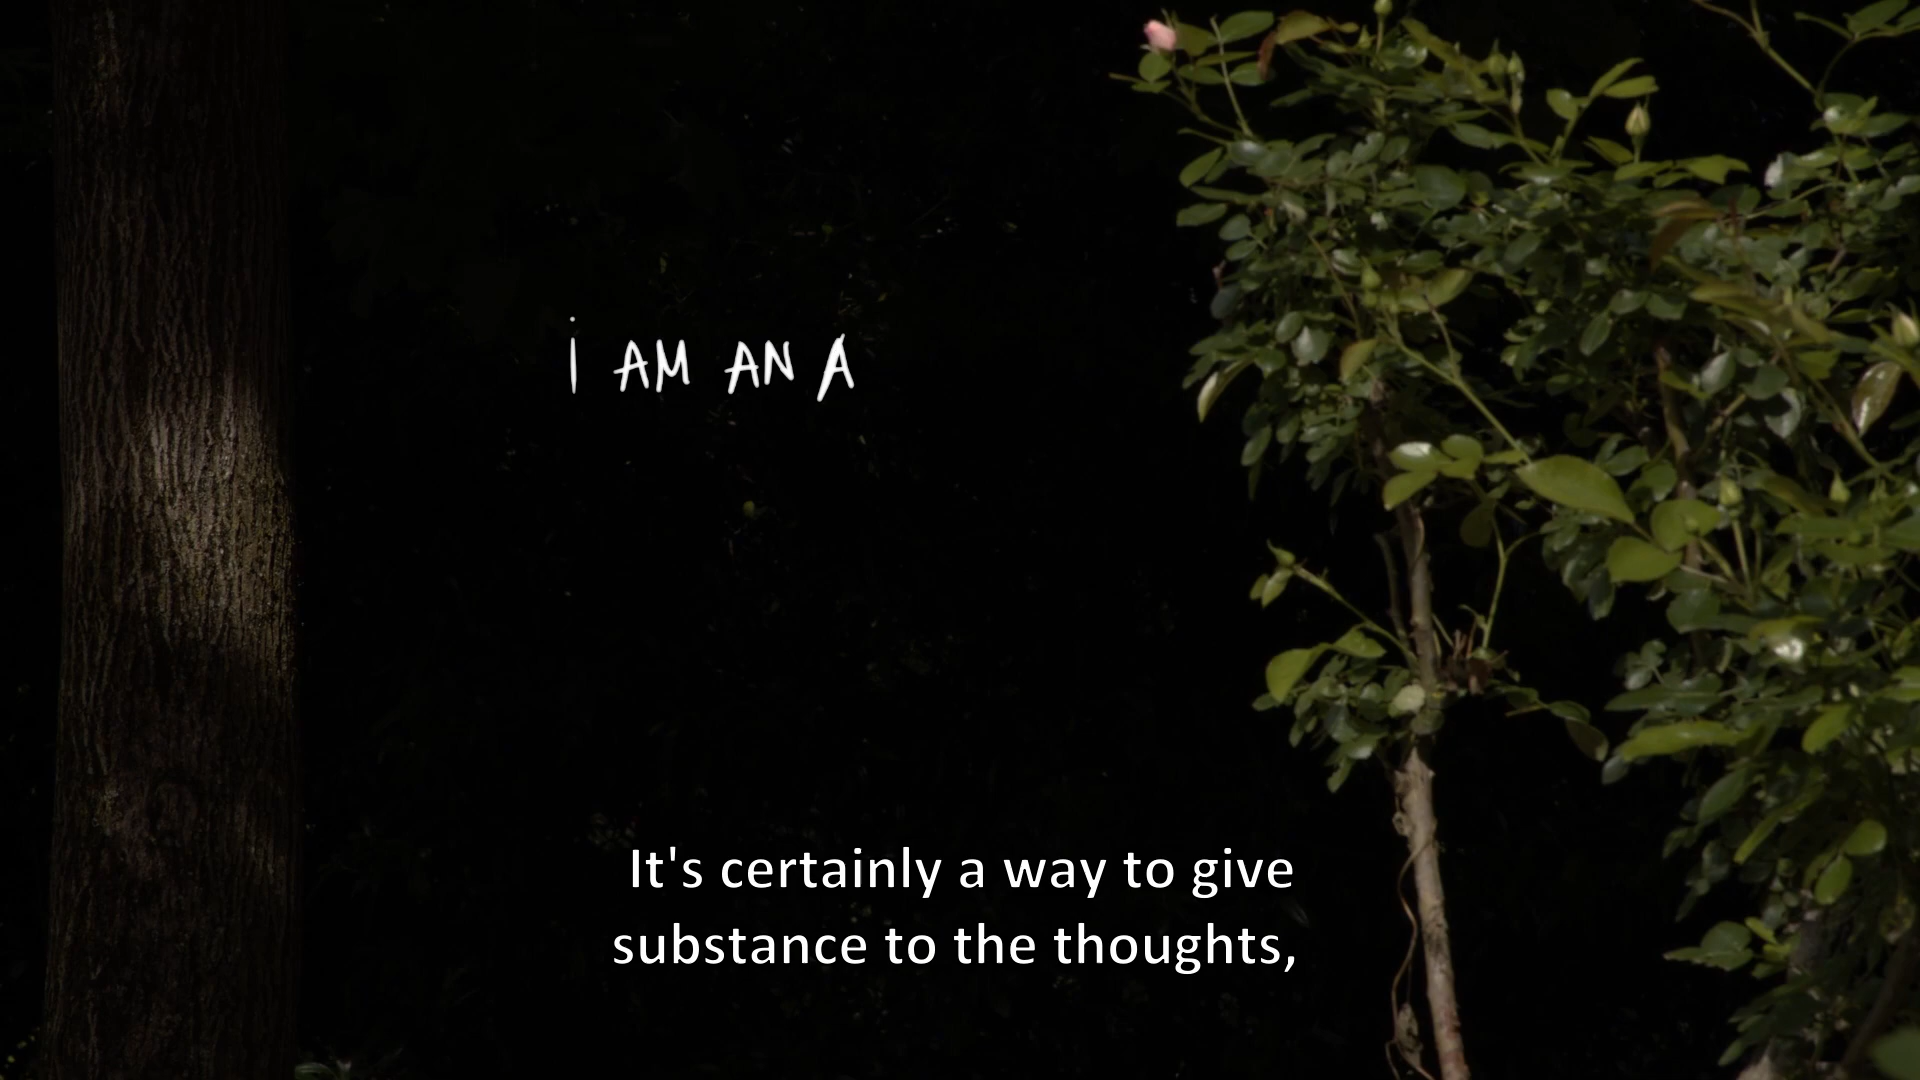 i AM AN A
It's certainly a way to give
substance to the thoughts,